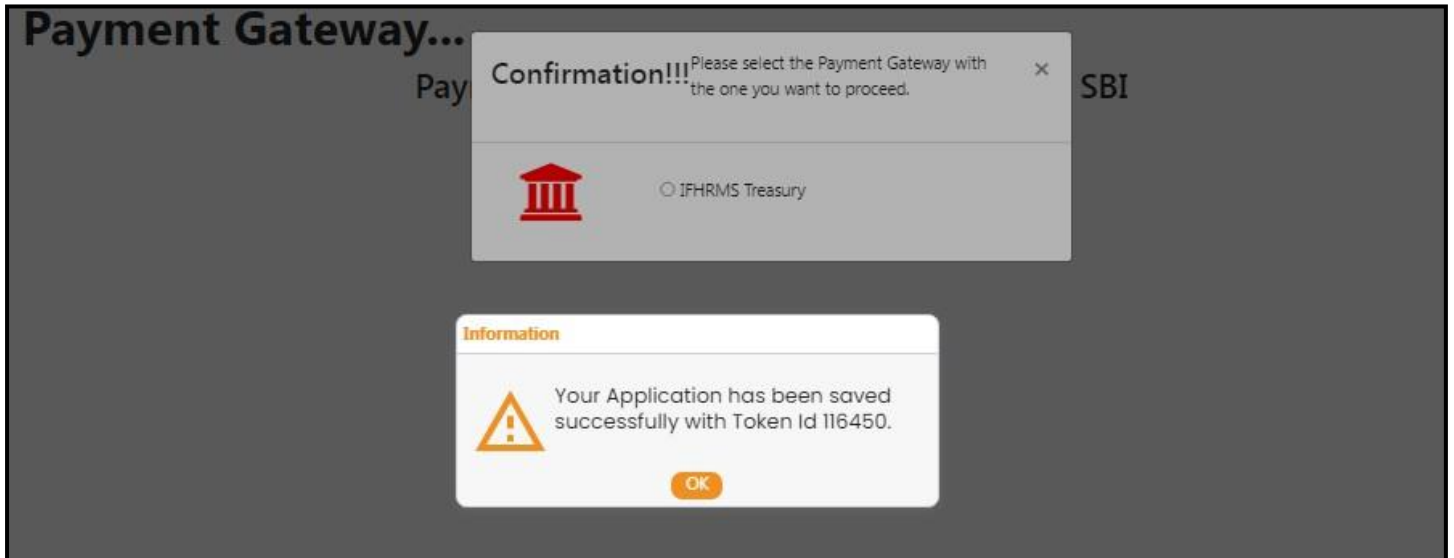 Payment Gateway...
Confirmation!!! Please select the Payment Gateway with
the one you want to proceed.
×
Pay
SBI
IFHRMS Treasury
Information
Your Application has been saved
successfully with Token Id 116450.
OK